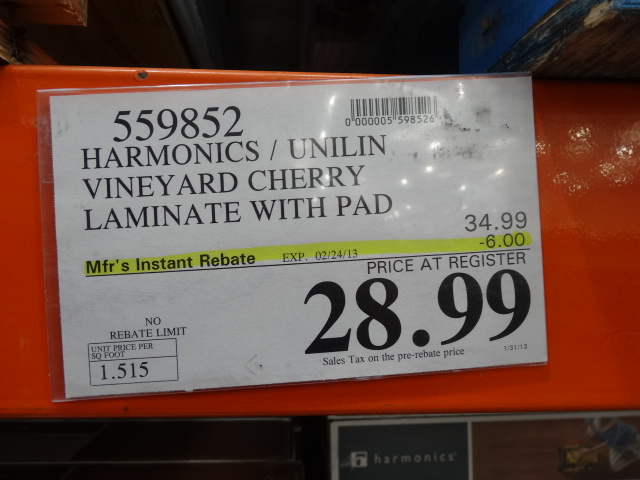 559852
0 000005 598526
HARMONICS / UNILIN
VINEYARD CHERRY
LAMINATE WITH PAD
34.99
Mfr's Instant Rebate EXP. 02/24/13 -6.00
PRICE AT REGISTER
28.99
NO
REBATE LIMIT
UNIT PRICE PER
SQ FOOT
1.515
Sales Tax on the pre-rebate price
1/31/13
harmonics